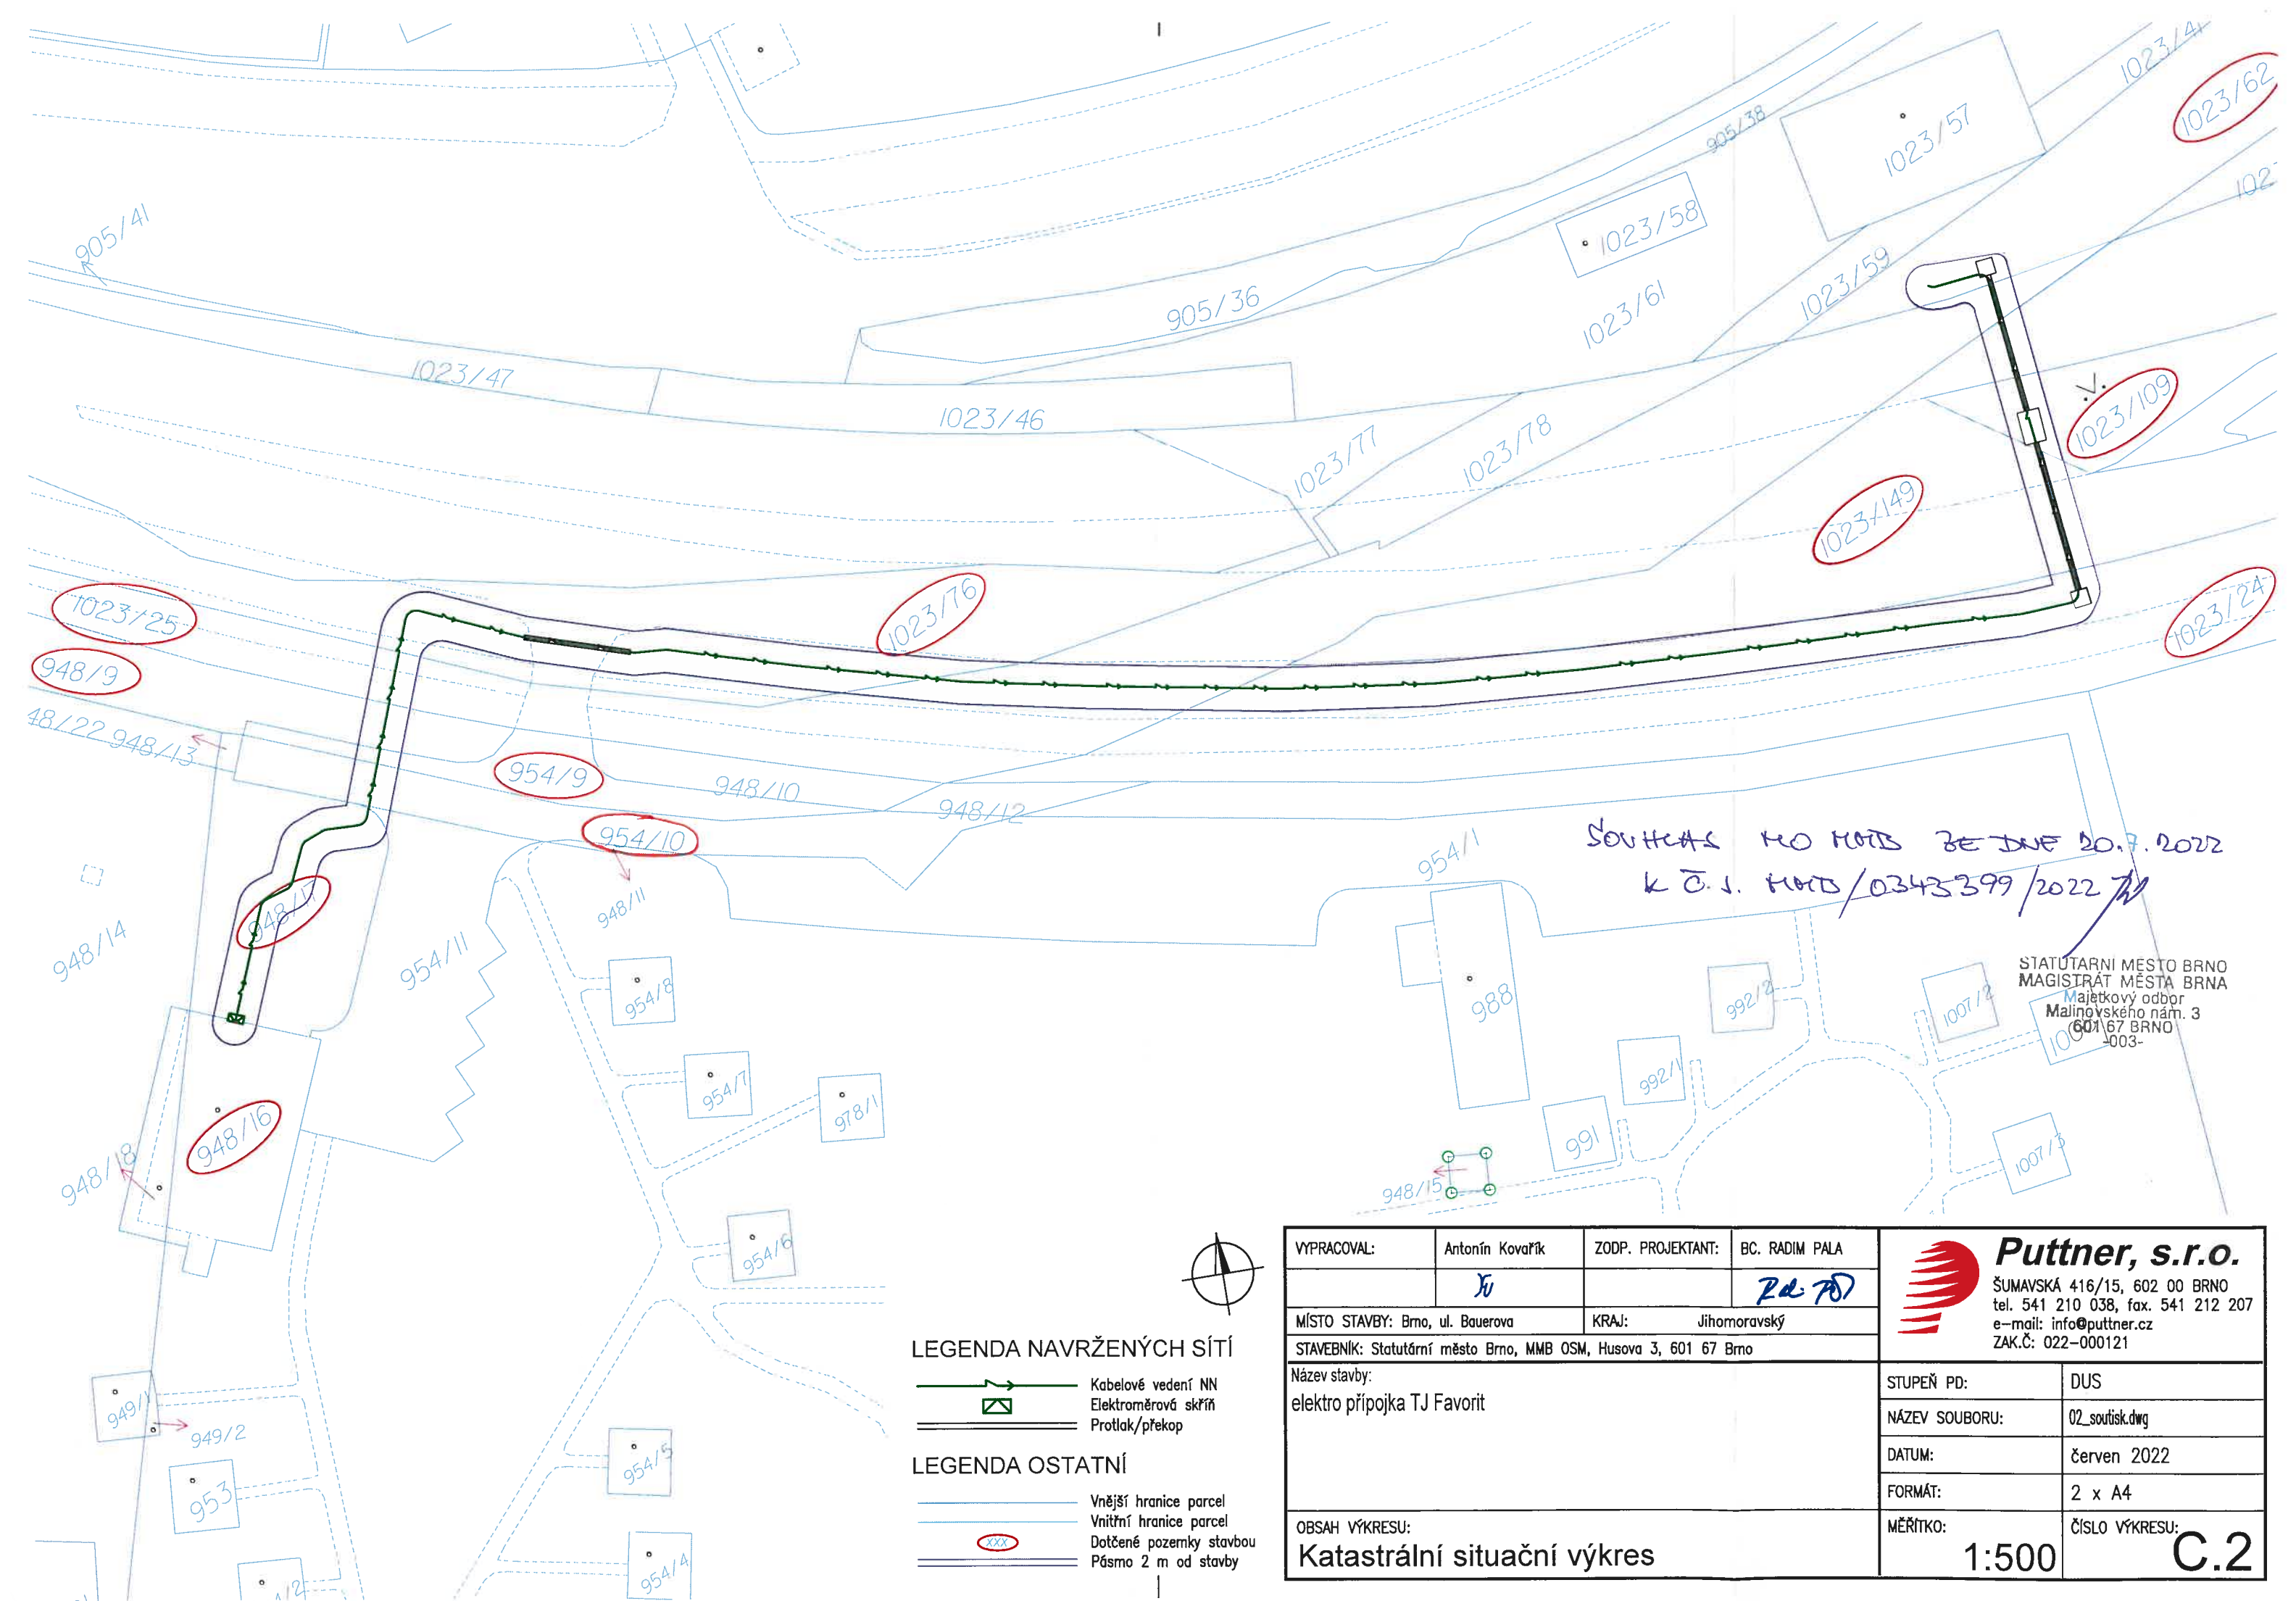 1023/41
1023/62
102
905/38
1023/57
1023/58
905/41
1023/59
1023/61
905/36
1023/47
1023/46
.V.
1023/109
1023/77
1023/78
1023/149
1023/25
1023/76
1023/24
948/9
48/22 948/13
954/9
948/10
948/12
954/10
954/1
SOUHLAS MO MMB ZE DNE 20.7.2022
K Č.J. MMB/0343399/2022
948/17
948/11
948/14
954/11
954/8
988
992/2
1007/2
STATUTÁRNÍ MĚSTO BRNO
MAGISTRÁT MĚSTA BRNA
Majetkový odbor
Malinovského nám. 3
601 67 BRNO
-003-
954/7
978/1
992/1
991
1007/3
948/16
948/18
948/15
954/6
949/1
949/2
953
954/5
954/4
LEGENDA NAVRŽENÝCH SÍTÍ
Kabelové vedení NN
Elektroměrová skříň
Protlak/překop
LEGENDA OSTATNÍ
Vnější hranice parcel
Vnitřní hranice parcel
XXX Dotčené pozemky stavbou
Pásmo 2 m od stavby
VYPRACOVAL: Antonín Kovařík ZODP. PROJEKTANT: BC. RADIM PALA
MÍSTO STAVBY: Brno, ul. Bauerova KRAJ: Jihomoravský
STAVEBNÍK: Statutární město Brno, MMB OSM, Husova 3, 601 67 Brno
Název stavby:
elektro přípojka TJ Favorit
OBSAH VÝKRESU:
Katastrální situační výkres
Puttner, s.r.o.
ŠUMAVSKÁ 416/15, 602 00 BRNO
tel. 541 210 038, fax. 541 212 207
e-mail: info@puttner.cz
ZAK.Č: 022-000121
STUPEŇ PD: DUS
NÁZEV SOUBORU: 02_soutisk.dwg
DATUM: červen 2022
FORMÁT: 2 x A4
MĚŘÍTKO: 1:500
ČÍSLO VÝKRESU: C.2